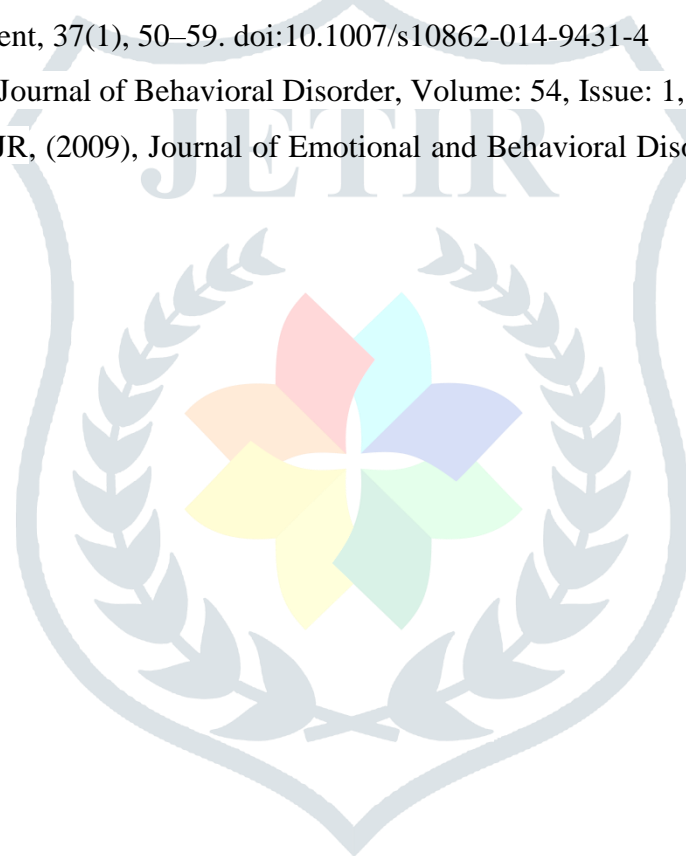 ent, 37(1), 50–59. doi:10.1007/s10862-014-9431-4
Journal of Behavioral Disorder, Volume: 54, Issue: 1,
JR, (2009), Journal of Emotional and Behavioral Diso
JETIR